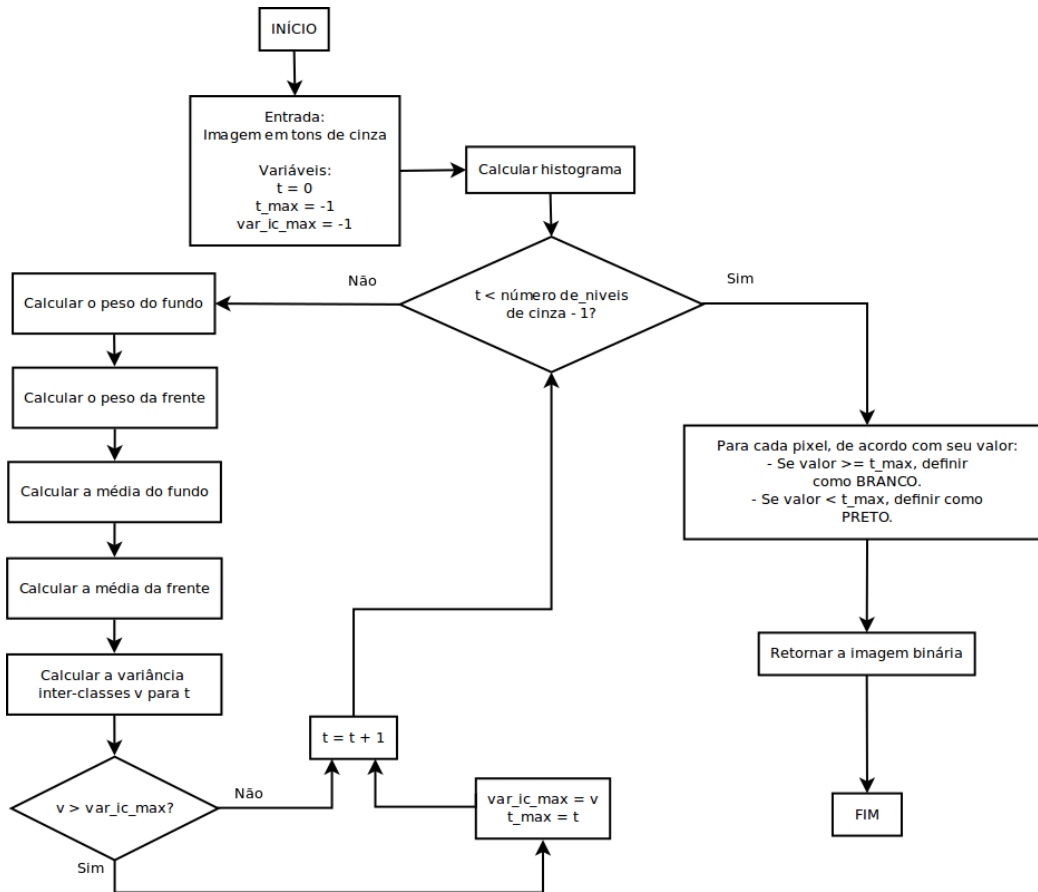 INÍCIO
Entrada:
Imagem em tons de cinza
Variáveis:
t = 0
t_max = -1
var_ic_max = -1
Calcular histograma
t < número de_niveis
de cinza - 1?
Não
Sim
Calcular o peso do fundo
Calcular o peso da frente
Calcular a média do fundo
Calcular a média da frente
Calcular a variância
inter-classes v para t
v > var_ic_max?
Não
Sim
t = t + 1
var_ic_max = v
t_max = t
Para cada pixel, de acordo com seu valor:
- Se valor >= t_max, definir
como BRANCO.
- Se valor < t_max, definir como
PRETO.
Retornar a imagem binária
FIM